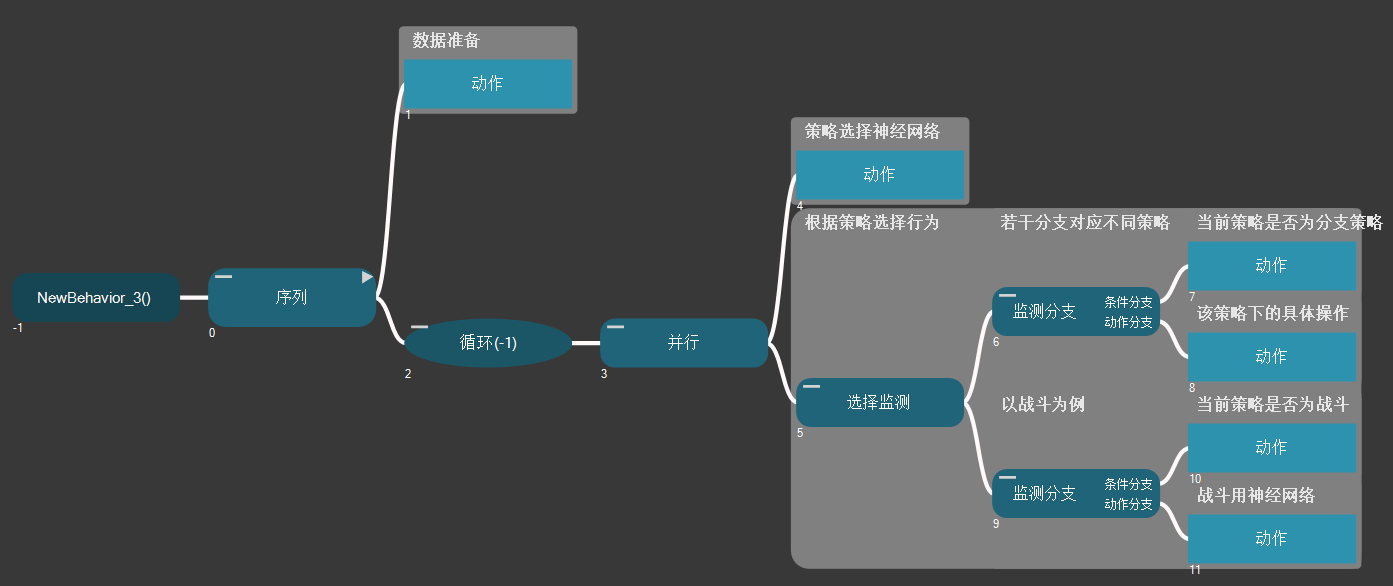 数据准备
动作
1
策略选择神经网络
动作
4
根据策略选择行为
若干分支对应不同策略
当前策略是否为分支策略
动作
7
NewBehavior_3()
-1
序列
0
循环(-1)
2
并行
3
选择监测
5
监测分支
条件分支
动作分支
6
该策略下的具体操作
动作
8
以战斗为例
当前策略是否为战斗
动作
10
监测分支
条件分支
动作分支
9
战斗用神经网络
动作
11